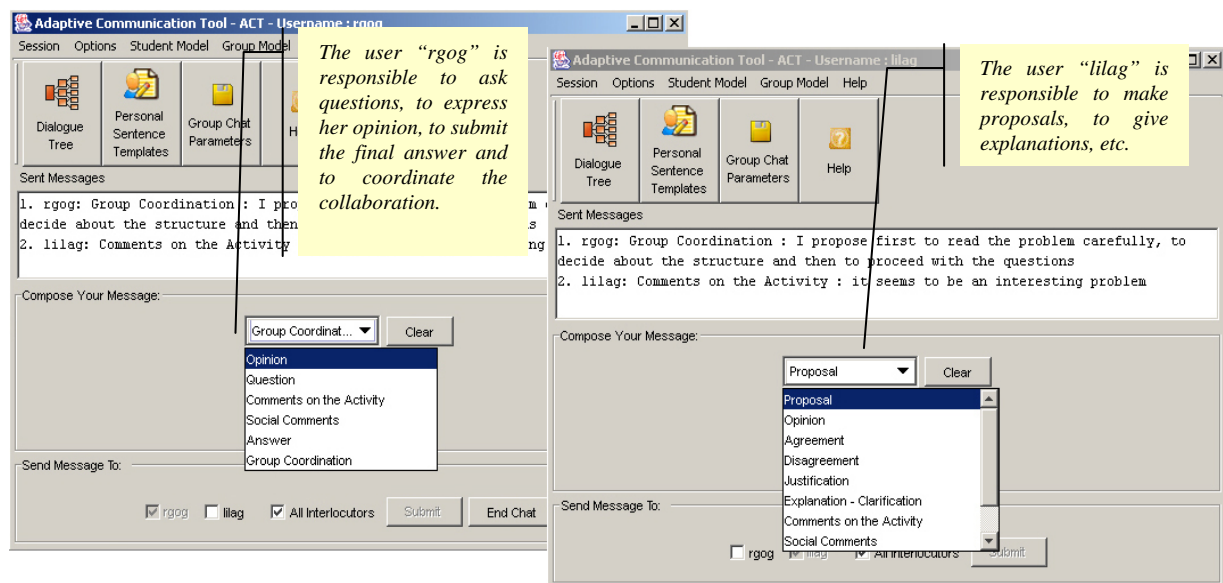 Adaptive Communication Tool - ACT - Username : rgog
Session Options Student Model Group Model
Dialogue
Tree
Personal
Sentence
Templates
Group Chat
Parameters
H
Sent Messages
1. rgog: Group Coordination : I pro m
decide about the structure and then s
2. lilag: Comments on the Activity ing
Compose Your Message:
Group Coordinat...
Clear
Opinion
Question
Comments on the Activity
Social Comments
Answer
Group Coordination
Send Message To:
rgog lilag All Interlocutors Submit End Chat
The user “rgog” is
responsible to ask
questions, to express
her opinion, to submit
the final answer and
to coordinate the
collaboration.
Adaptive Communication Tool - ACT - Username : lilag
Session Options Student Model Group Model Help
Dialogue
Tree
Personal
Sentence
Templates
Group Chat
Parameters
Help
Sent Messages
1. rgog: Group Coordination : I propose first to read the problem carefully, to
decide about the structure and then to proceed with the questions
2. lilag: Comments on the Activity : it seems to be an interesting problem
Compose Your Message:
Proposal
Clear
Proposal
Opinion
Agreement
Disagreement
Justification
Explanation - Clarification
Comments on the Activity
Social Comments
Send Message To:
rgog lilag All Interlocutors Submit
The user “lilag” is
responsible to make
proposals, to give
explanations, etc.